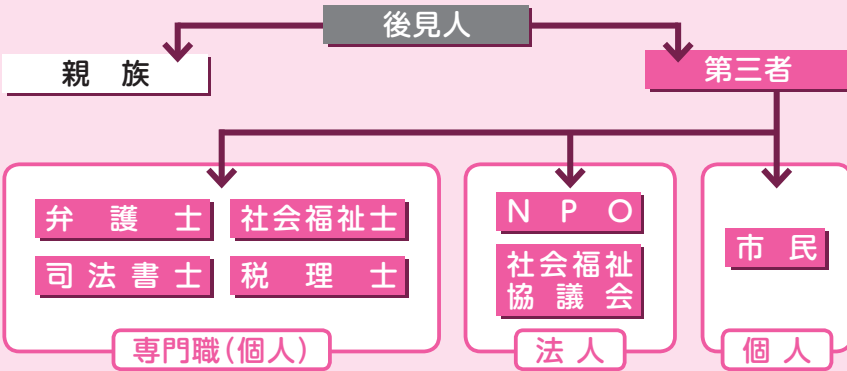 後見人
親族
第三者
弁護士
社会福祉士
司法書士
税理士
専門職(個人)
NPO
社会福祉
協議会
法人
市民
個人